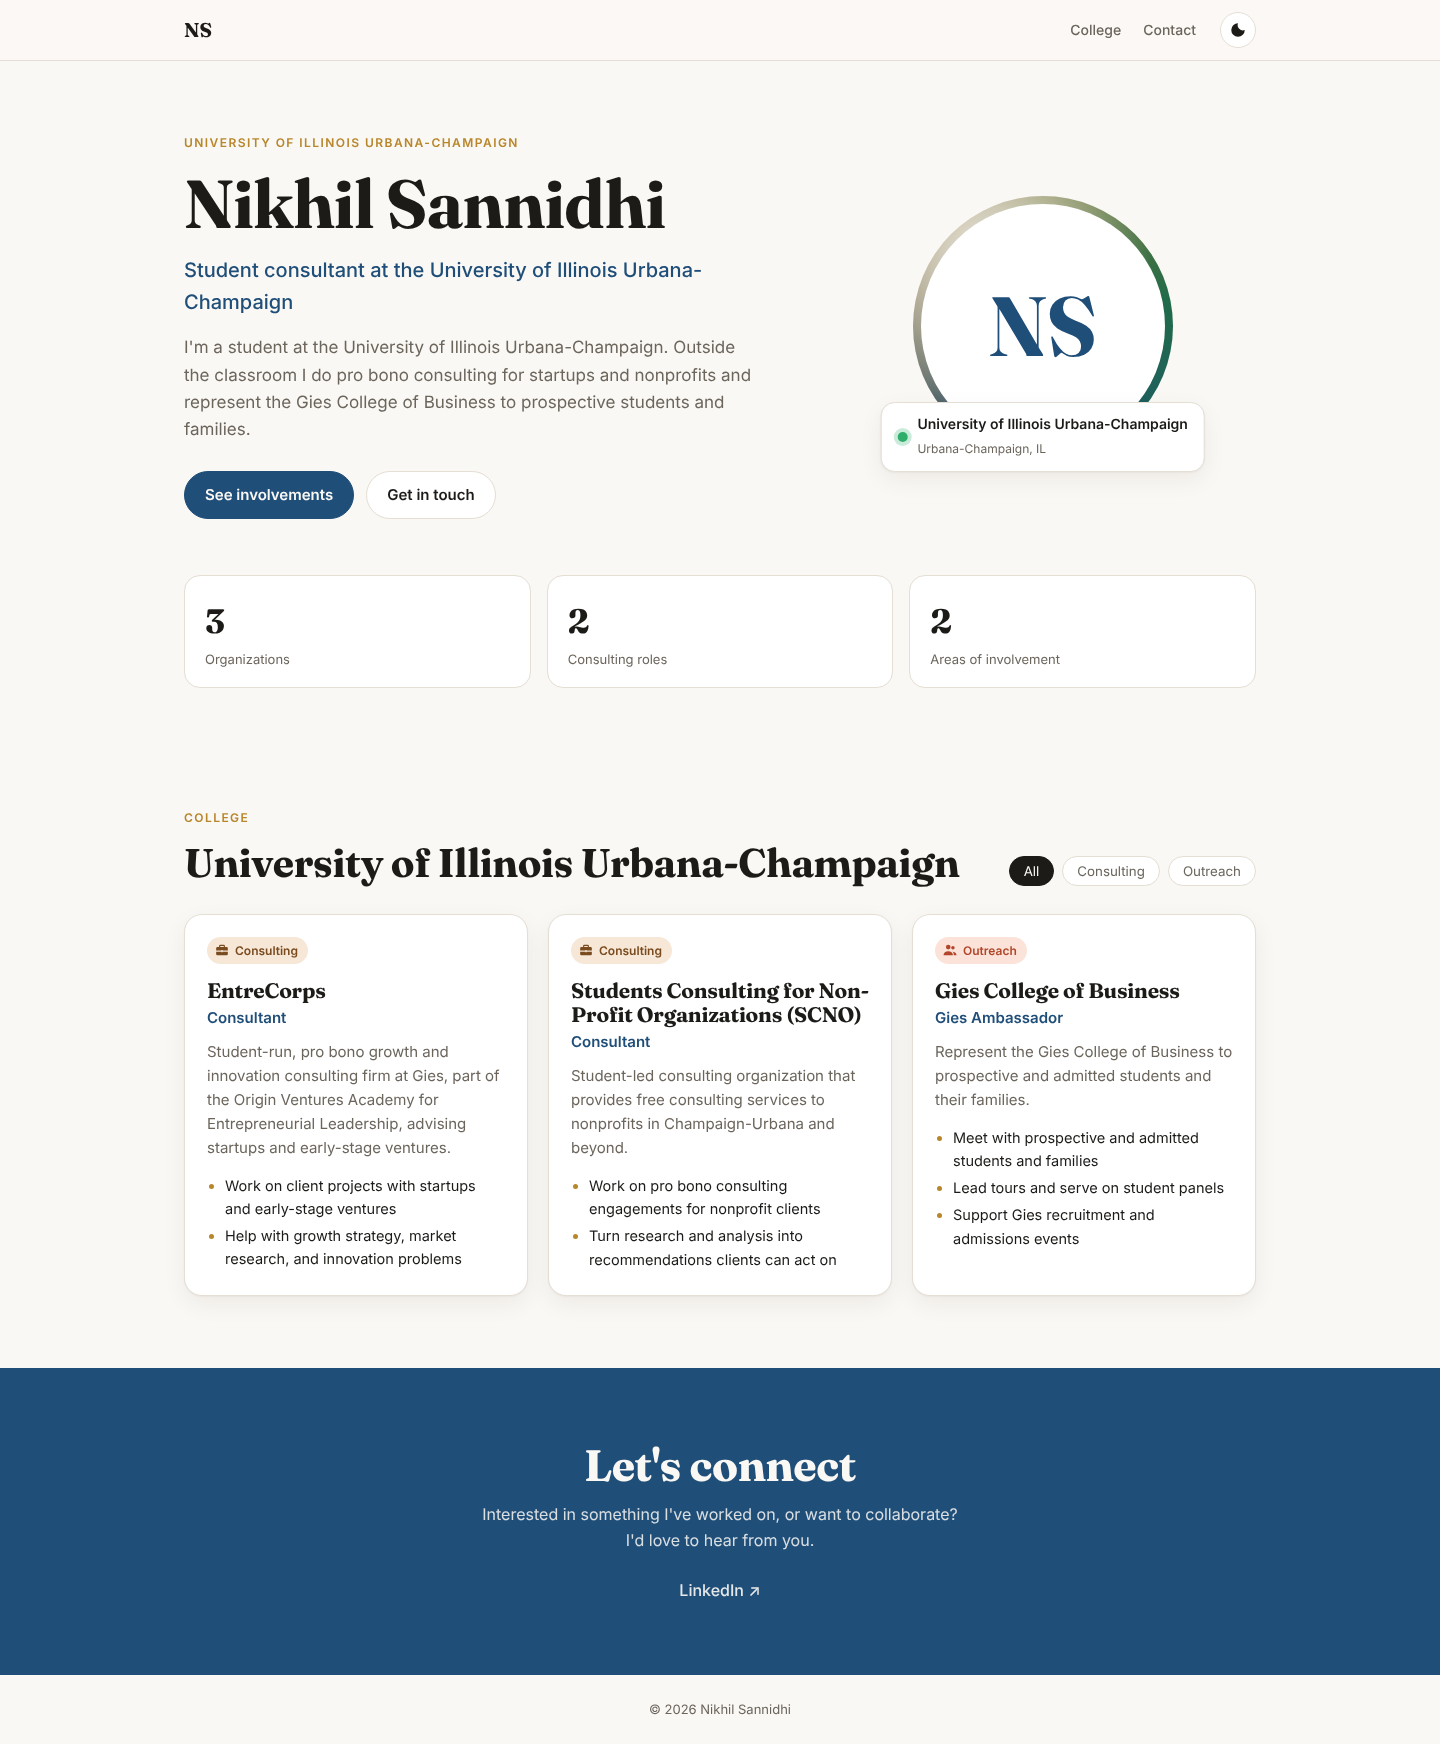 NS
College
Contact
UNIVERSITY OF ILLINOIS URBANA-CHAMPAIGN
Nikhil Sannidhi
Student consultant at the University of Illinois Urbana-
Champaign
I'm a student at the University of Illinois Urbana-Champaign. Outside
the classroom I do pro bono consulting for startups and nonprofits and
represent the Gies College of Business to prospective students and
families.
See involvements
Get in touch
NS
University of Illinois Urbana-Champaign
Urbana-Champaign, IL
3
Organizations
2
Consulting roles
2
Areas of involvement
COLLEGE
University of Illinois Urbana-Champaign
All
Consulting
Outreach
Consulting
EntreCorps
Consultant
Student-run, pro bono growth and
innovation consulting firm at Gies, part of
the Origin Ventures Academy for
Entrepreneurial Leadership, advising
startups and early-stage ventures.
• Work on client projects with startups
and early-stage ventures
• Help with growth strategy, market
research, and innovation problems
Consulting
Students Consulting for Non-
Profit Organizations (SCNO)
Consultant
Student-led consulting organization that
provides free consulting services to
nonprofits in Champaign-Urbana and
beyond.
• Work on pro bono consulting
engagements for nonprofit clients
• Turn research and analysis into
recommendations clients can act on
Outreach
Gies College of Business
Gies Ambassador
Represent the Gies College of Business to
prospective and admitted students and
their families.
• Meet with prospective and admitted
students and families
• Lead tours and serve on student panels
• Support Gies recruitment and
admissions events
Let's connect
Interested in something I've worked on, or want to collaborate?
I'd love to hear from you.
LinkedIn ↗
© 2026 Nikhil Sannidhi